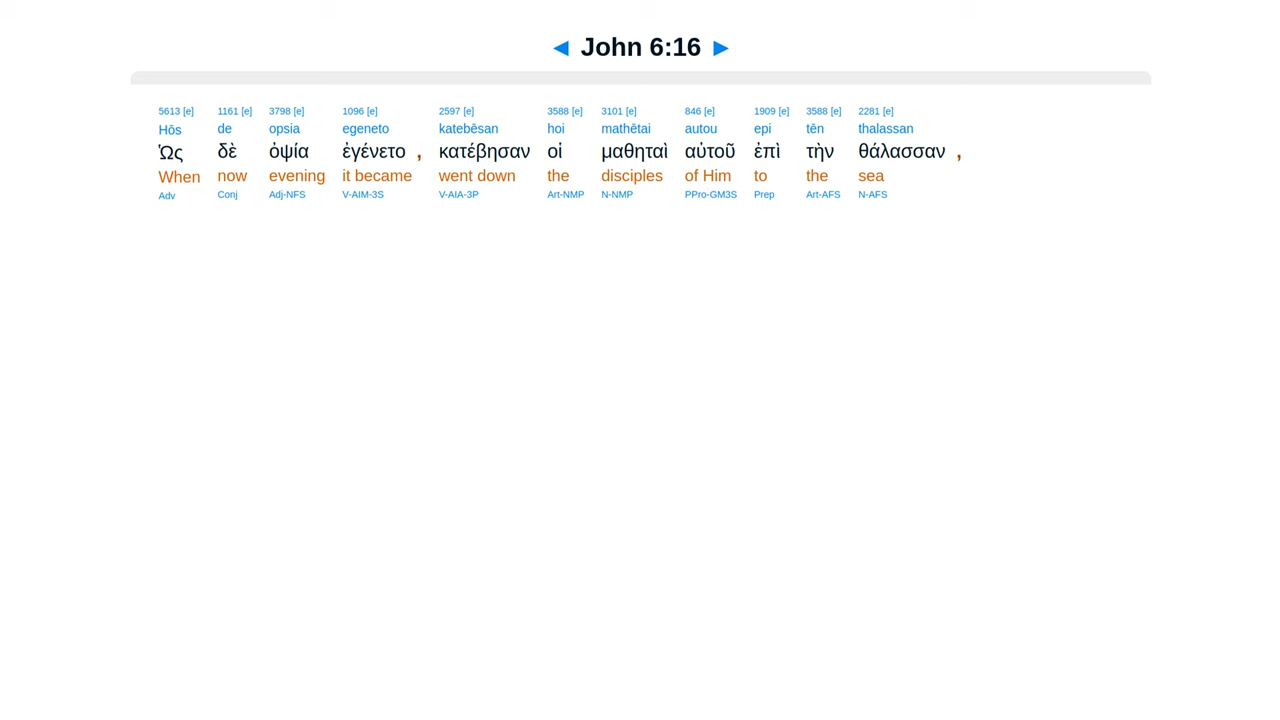 ◄ John 6:16 ►
5613 [e] 1161 [e] 3798 [e] 1096 [e] 2597 [e] 3588 [e] 3101 [e] 846 [e] 1909 [e] 3588 [e] 2281 [e]
Hōs de opsia egeneto katebēsan hoi mathētai autou epi tēn thalassan
Ὡς δὲ ὀψία ἐγένετο , κατέβησαν οἱ μαθηταὶ αὐτοῦ ἐπὶ τὴν θάλασσαν ,
When now evening it became went down the disciples of Him to the sea
Adv Conj Adj-NFS V-AIM-3S V-AIA-3P Art-NMP N-NMP PPro-GM3S Prep Art-AFS N-AFS